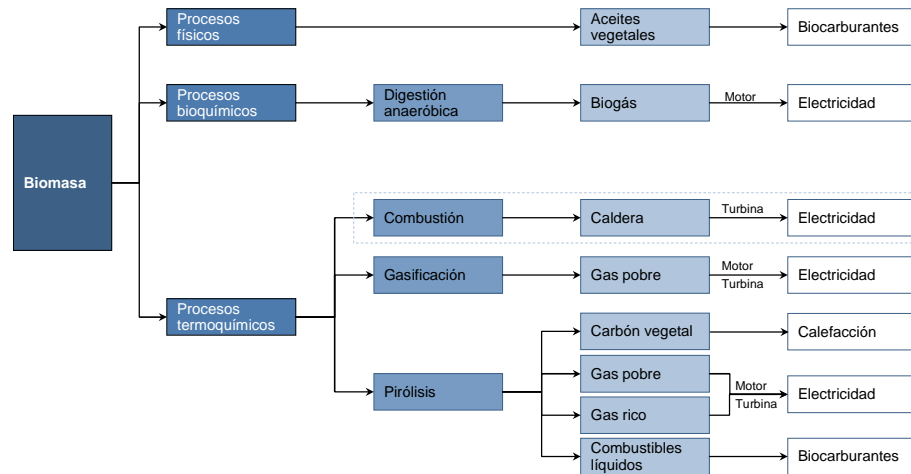 Procesos
físicos
Aceites
vegetales
Biocarburantes
Procesos
bioquímicos
Digestión
anaeróbica
Biogás
Motor
Electricidad
Biomasa
Combustión
Caldera
Turbina
Electricidad
Gasificación
Gas pobre
Motor
Turbina
Electricidad
Procesos
termoquímicos
Carbón vegetal
Calefacción
Pirólisis
Gas pobre
Gas rico
Motor
Turbina
Electricidad
Combustibles
líquidos
Biocarburantes